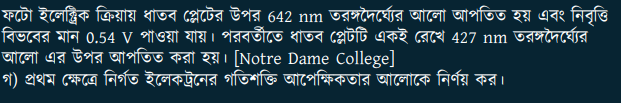 ফটো ইলেক্ট্রিক ক্রিয়ায় ধাতব প্লেটের উপর 642 nm তরঙ্গদৈর্ঘ্যের আলো আপতিত হয় এবং নিবৃত্তি
বিভবের মান 0.54 V পাওয়া যায়। পরবর্তীতে ধাতব প্লেটটি একই রেখে 427 nm তরঙ্গদৈর্ঘ্যের
আলো এর উপর আপতিত করা হয়। [Notre Dame College]
গ) প্রথম ক্ষেত্রে নির্গত ইলেকট্রনের গতিশক্তি আপেক্ষিকতার আলোকে নির্ণয় কর।